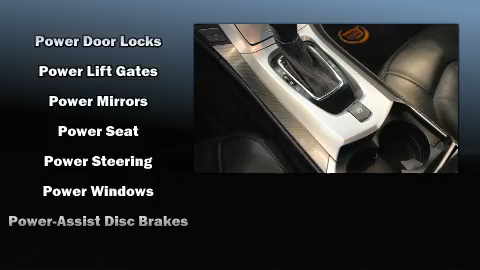 Power Door Locks
Power Lift Gates
Power Mirrors
Power Seat
Power Steering
Power Windows
Power-Assist Disc Brakes